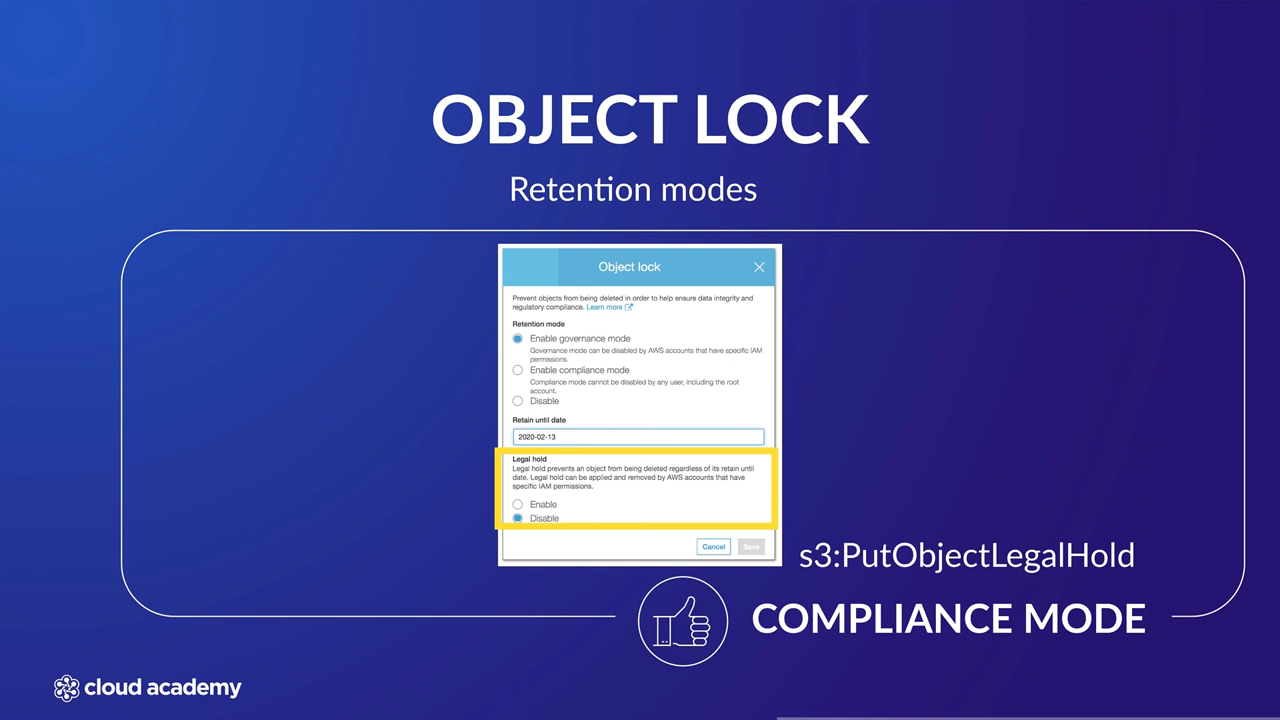 OBJECT LOCK
Retention modes
Object lock
Prevent objects from being deleted in order to help ensure data integrity and
regulatory compliance. Learn more
Retention mode
Enable governance mode
Governance mode can be disabled by AWS accounts that have specific IAM
permissions.
Enable compliance mode
Compliance mode cannot be disabled by any user, including the root
account.
Disable
Retain until date
2020-02-13
Legal hold
Legal hold prevents an object from being deleted regardless of its retain until
date. Legal hold can be applied and removed by AWS accounts that have
specific IAM permissions.
Enable
Disable
Cancel
Save
s3:PutObjectLegalHold
COMPLIANCE MODE
cloud academy